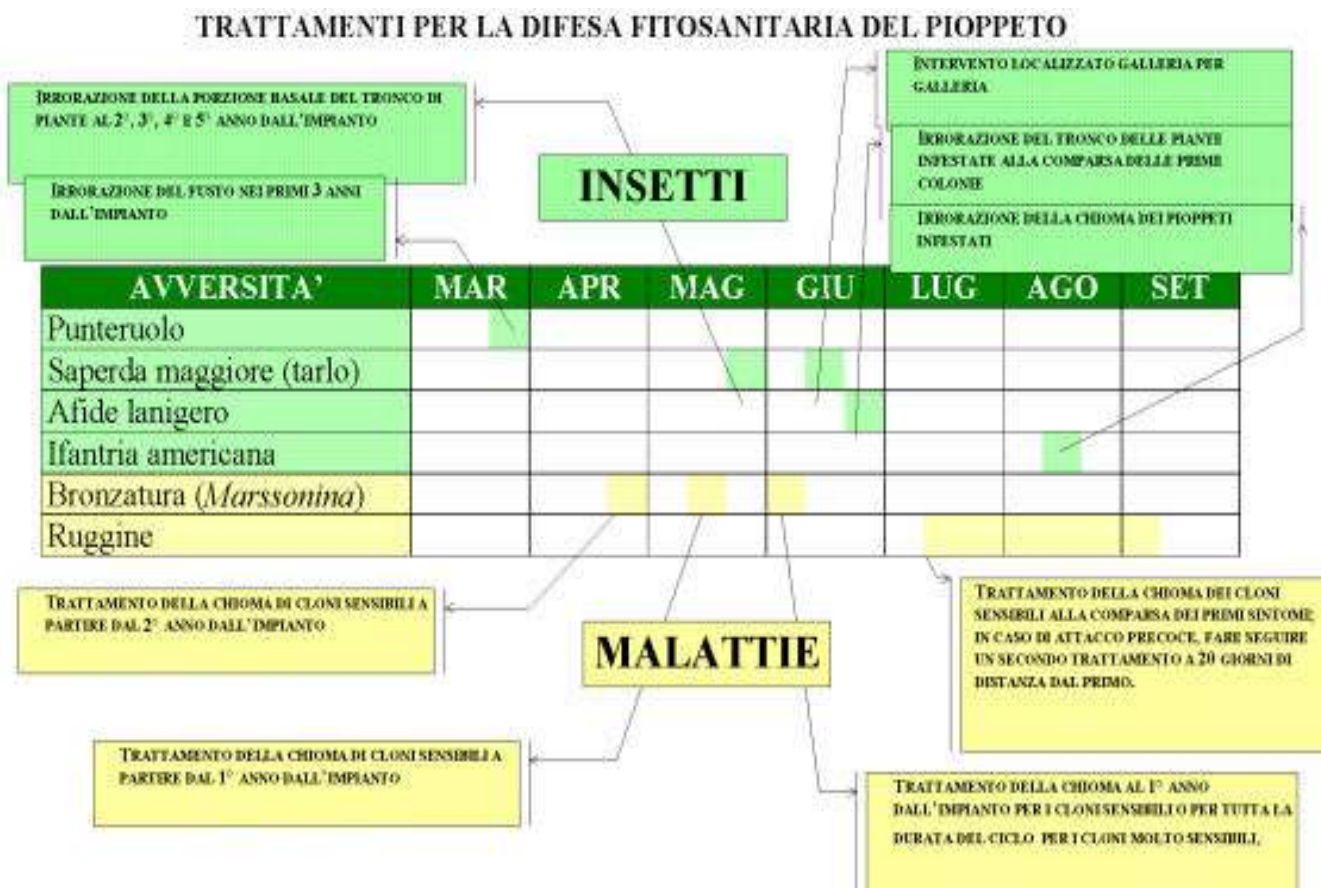 TRATTAMENTI PER LA DIFESA FITOSANITARIA DEL PIOPPETO
IRRORAZIONE DELLA PORZIONE BASALE DEL TRONCO DI
PIANTE AL 2°, 3°, 4° E 5° ANNO DALL'IMPIANTO
IRRORAZIONE DEL FUSTO NEI PRIMI 3 ANNI
DALL'IMPIANTO
INSETTI
INTERVENTO LOCALIZZATO GALLERIA PER
GALLERIA
IRRORAZIONE DEL TRONCO DELLE PIANTE
INFESTATE ALLA COMPARSA DELLE PRIME
COLONIE
IRRORAZIONE DELLA CHIOMA DEI PIOPPETI
INFESTATI
AVVERSITA' MAR APR MAG GIU LUG AGO SET
Punteruolo
Saperda maggiore (tarlo)
Afide lanigero
Ifantria americana
Bronzatura (Marssonina)
Ruggine
TRATTAMENTO DELLA CHIOMA DI CLONI SENSIBILI A
PARTIRE DAL 2° ANNO DALL'IMPIANTO
MALATTIE
TRATTAMENTO DELLA CHIOMA DEI CLONI
SENSIBILI ALLA COMPARSA DEI PRIMI SINTOMI;
IN CASO DI ATTACCO PRECOCE, FARE SEGUIRE
UN SECONDO TRATTAMENTO A 20 GIORNI DI
DISTANZA DAL PRIMO.
TRATTAMENTO DELLA CHIOMA DI CLONI SENSIBILI A
PARTIRE DAL 1° ANNO DALL'IMPIANTO
TRATTAMENTO DELLA CHIOMA AL 1° ANNO
DALL'IMPIANTO PER I CLONI SENSIBILI O PER TUTTA LA
DURATA DEL CICLO PER I CLONI MOLTO SENSIBILI,